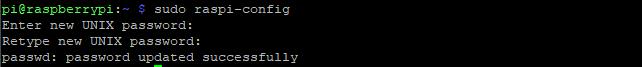 pi@raspberrypi:~ $ sudo raspi-config
Enter new UNIX password:
Retype new UNIX password:
passwd: password updated successfully